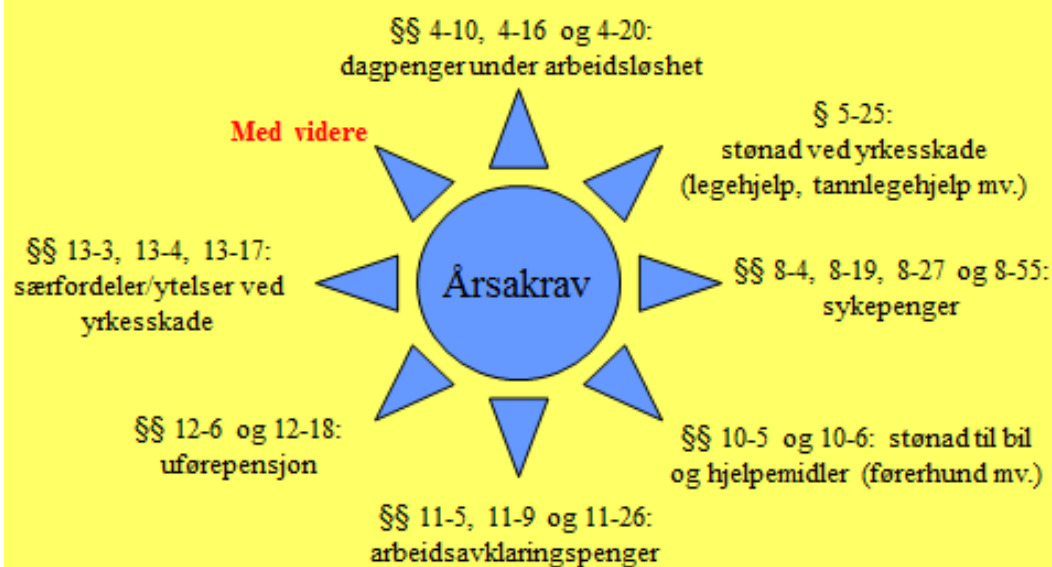 §§ 4-10, 4-16 og 4-20:
dagpenger under arbeidsløshet
Med videre
§ 5-25:
stønad ved yrkesskade
(legehjelp, tannlegehjelp mv.)
§§ 13-3, 13-4, 13-17:
særfordeler/ytelser ved
yrkesskade
Årsakrav
§§ 8-4, 8-19, 8-27 og 8-55:
sykepenger
§§ 12-6 og 12-18:
uførepensjon
§§ 10-5 og 10-6: stønad til bil
og hjelpemidler (førerhund mv.)
§§ 11-5, 11-9 og 11-26:
arbeidsavklaringspenger